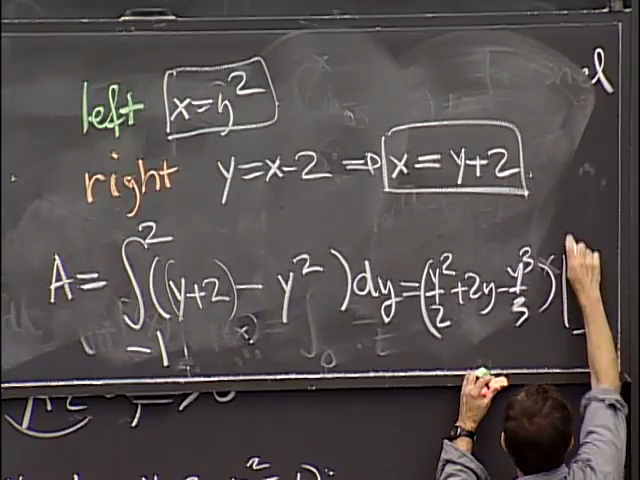 left x=y²
right y=x-2 ⇒ x=y+2
A = ∫₋₁² ((y+2) - y²) dy = (y²/2 + 2y - y³/3) |